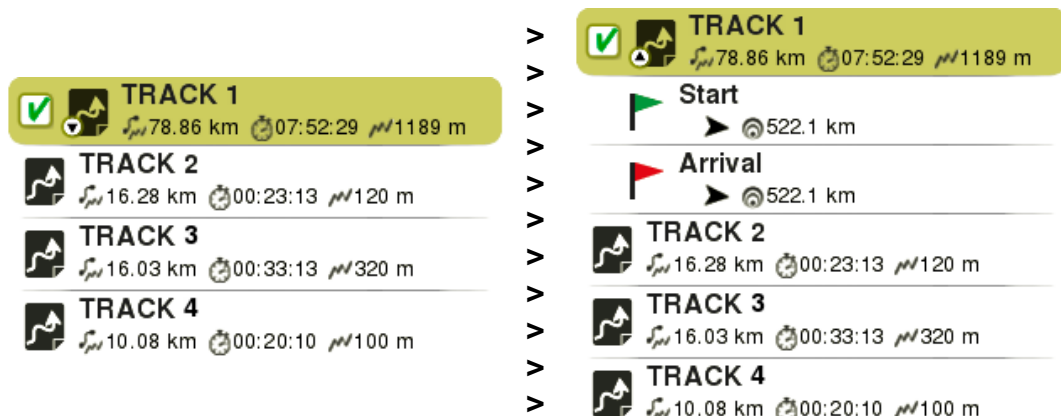 TRACK 1
78.86 km 07:52:29 1189 m
TRACK 2
16.28 km 00:23:13 120 m
TRACK 3
16.03 km 00:33:13 320 m
TRACK 4
10.08 km 00:20:10 100 m
>
>
>
>
>
>
>
>
>
>
>
TRACK 1
78.86 km 07:52:29 1189 m
Start
522.1 km
Arrival
522.1 km
TRACK 2
16.28 km 00:23:13 120 m
TRACK 3
16.03 km 00:33:13 320 m
TRACK 4
10.08 km 00:20:10 100 m